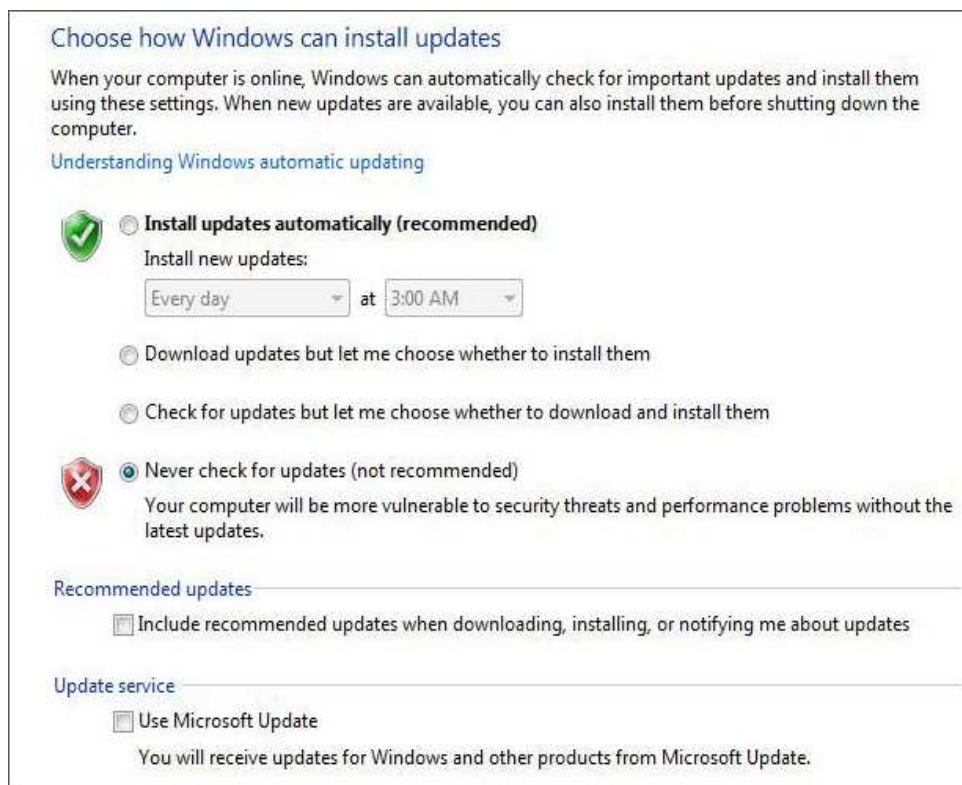 Choose how Windows can install updates
When your computer is online, Windows can automatically check for important updates and install them
using these settings. When new updates are available, you can also install them before shutting down the
computer.
Understanding Windows automatic updating
Install updates automatically (recommended)
Install new updates:
Every day at 3:00 AM
Download updates but let me choose whether to install them
Check for updates but let me choose whether to download and install them
Never check for updates (not recommended)
Your computer will be more vulnerable to security threats and performance problems without the
latest updates.
Recommended updates
Include recommended updates when downloading, installing, or notifying me about updates
Update service
Use Microsoft Update
You will receive updates for Windows and other products from Microsoft Update.